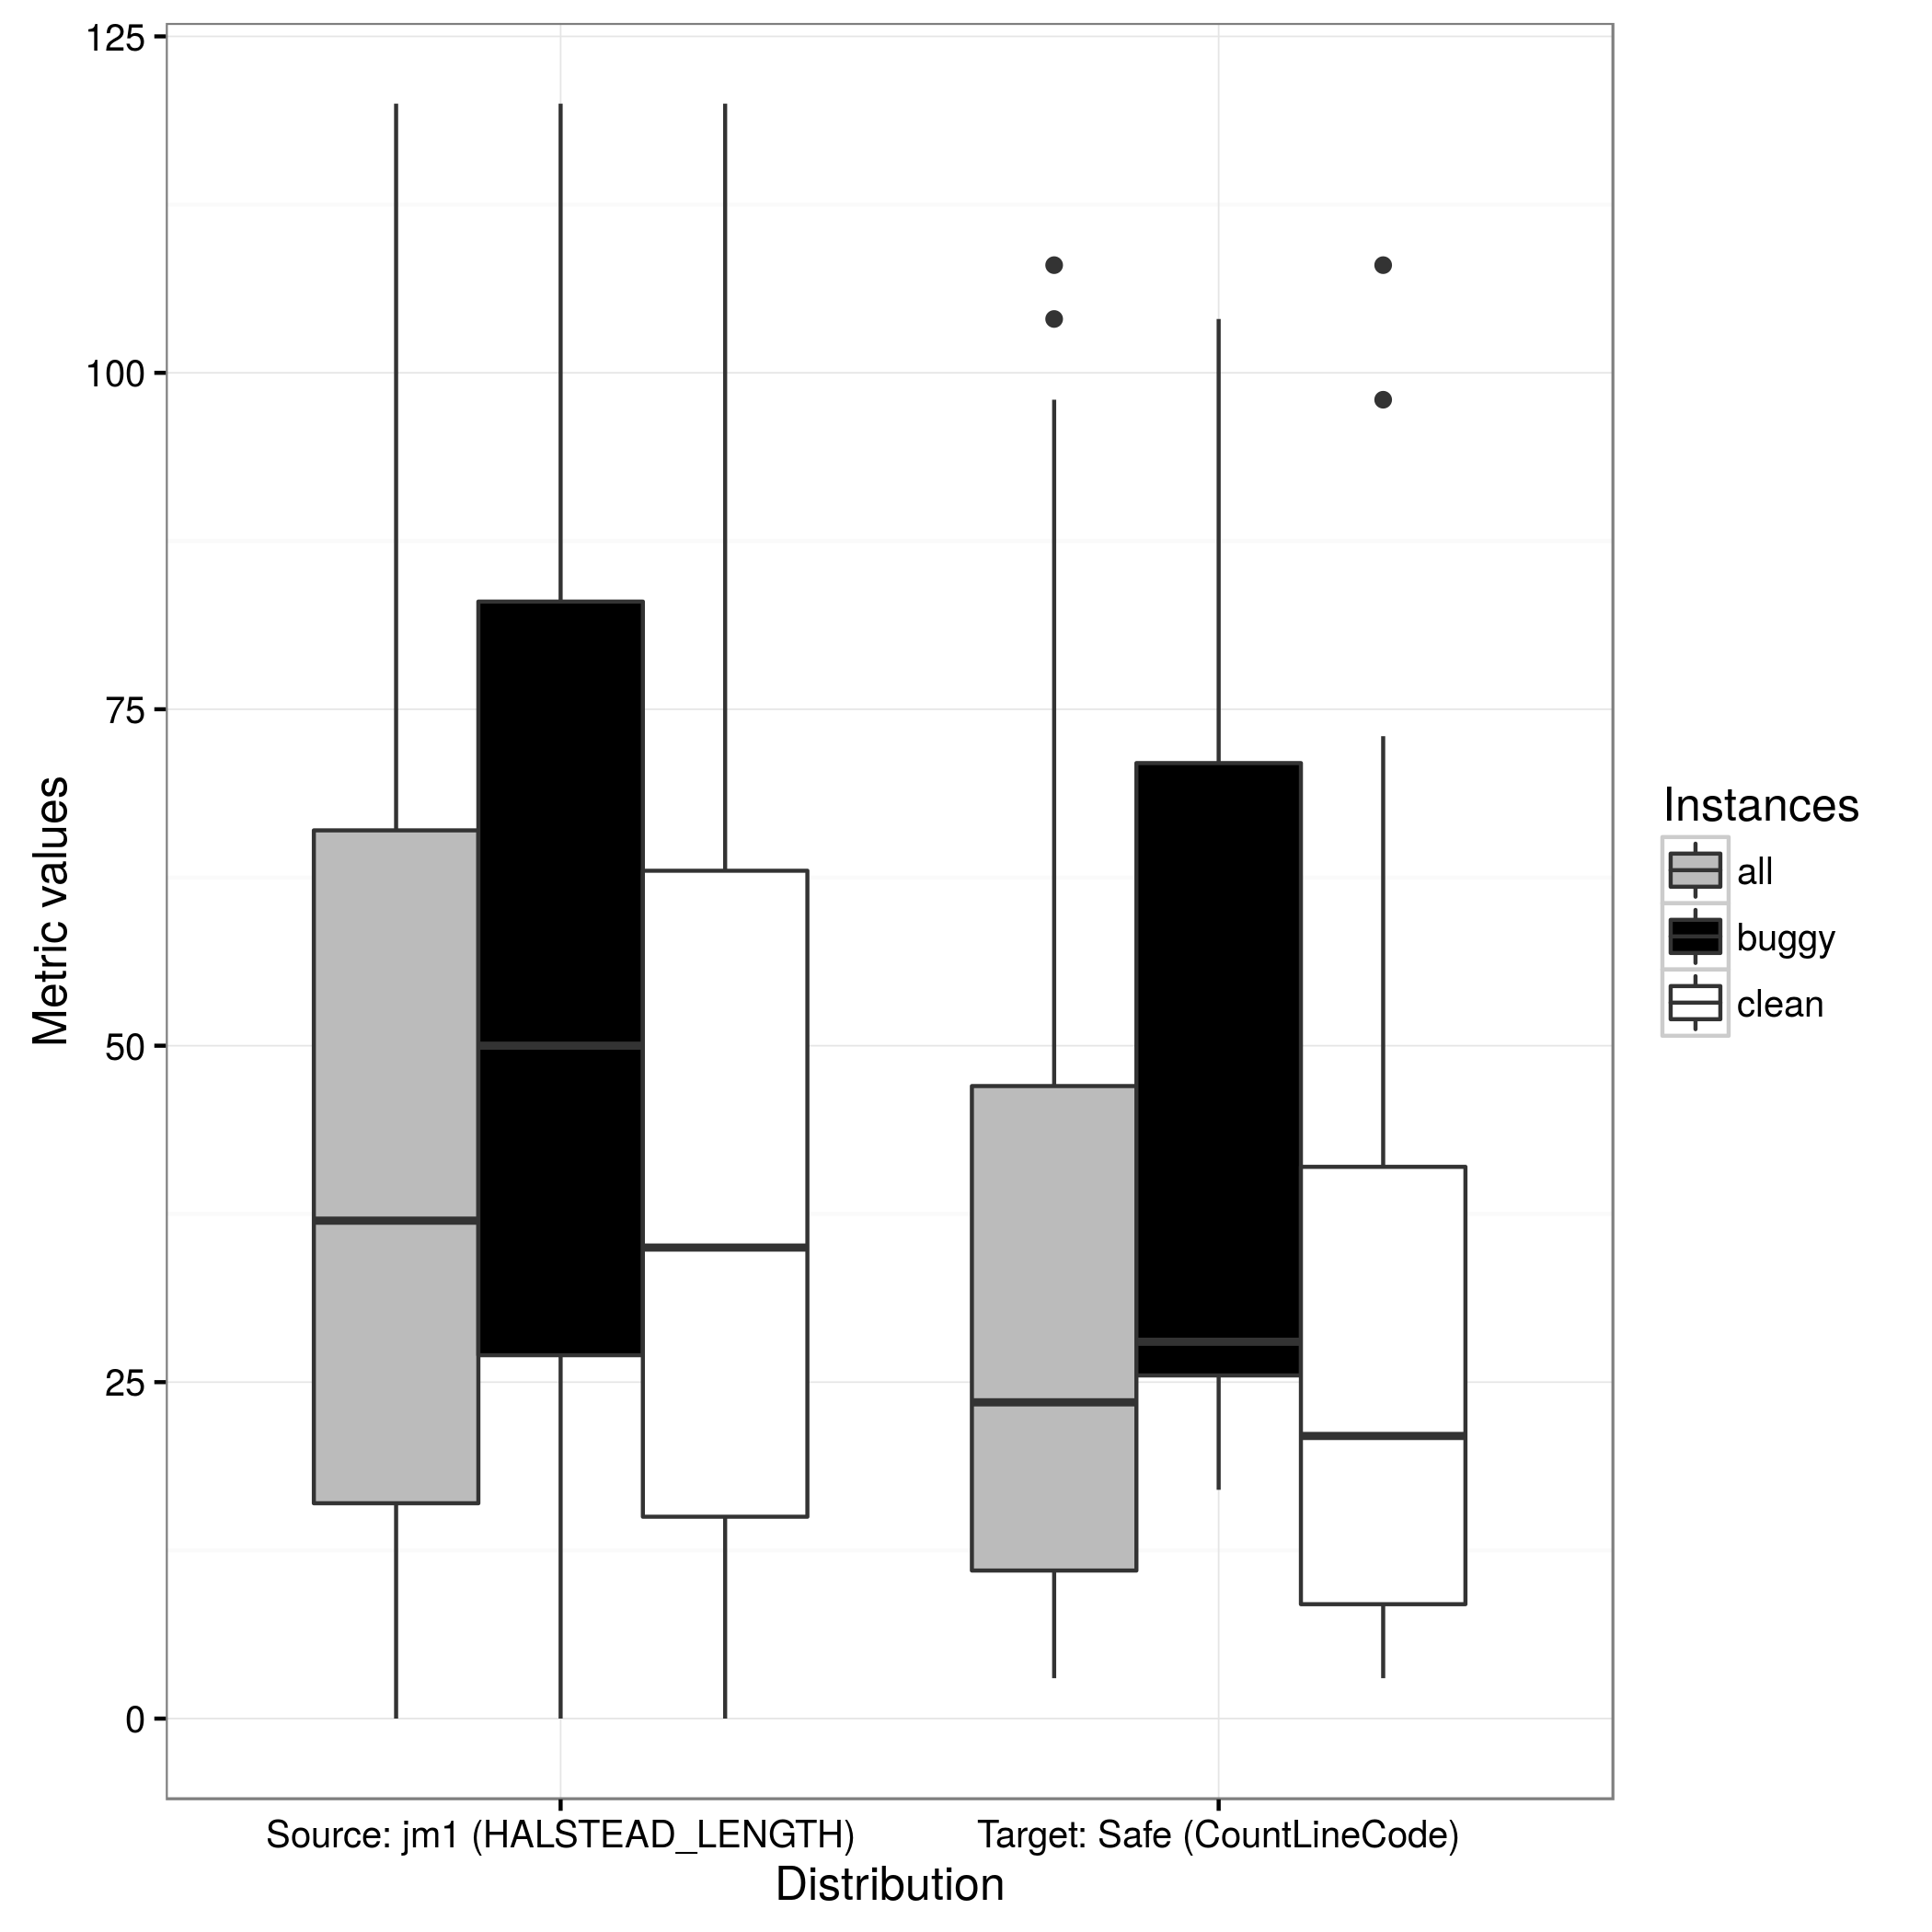 125
100
75
50
25
0
Metric values
Source: jm1 (HALSTEAD_LENGTH)
Target: Safe (CountLineCode)
Distribution
Instances
all
buggy
clean